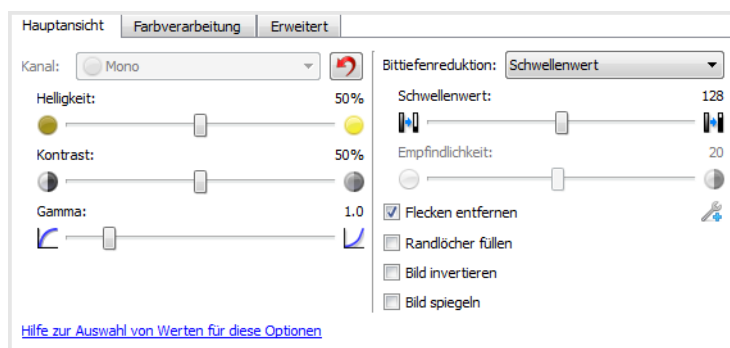 Hauptansicht Farbverarbeitung Erweitert
Kanal: Mono
Helligkeit: 50%
Kontrast: 50%
Gamma: 1.0
Hilfe zur Auswahl von Werten für diese Optionen
Bittiefenreduktion: Schwellenwert
Schwellenwert: 128
Empfindlichkeit: 20
Flecken entfernen
Randlöcher füllen
Bild invertieren
Bild spiegeln